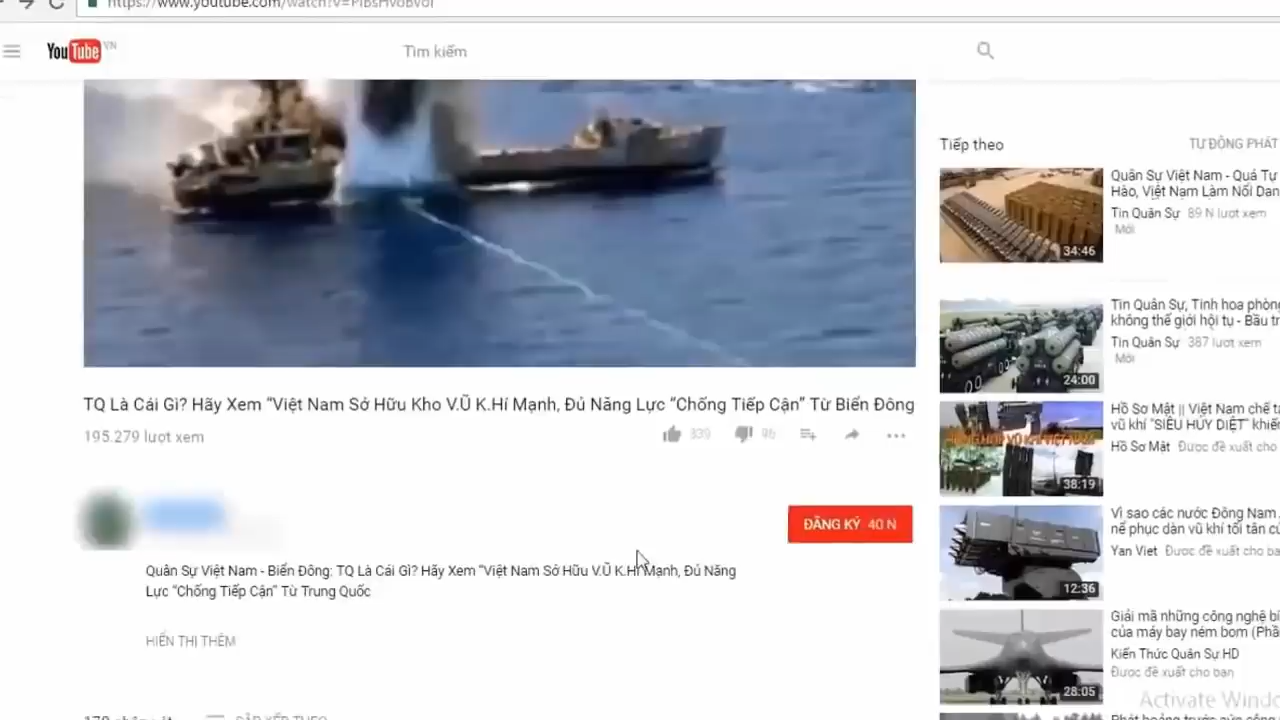 https://www.youtube.com/watch?v=
YouTube VN
Tìm kiếm
TQ Là Cái Gì? Hãy Xem “Việt Nam Sở Hữu Kho V.Ũ K.Hí Mạnh, Đủ Năng Lực “Chống Tiếp Cận” Từ Biển Đông
195.279 lượt xem
339
96
ĐĂNG KÝ 40 N
Quân Sự Việt Nam - Biển Đông: TQ Là Cái Gì? Hãy Xem “Việt Nam Sở Hữu V.Ũ K.Hí Mạnh, Đủ Năng
Lực “Chống Tiếp Cận” Từ Trung Quốc
HIỂN THỊ THÊM
SẮP XẾP THEO
Tiếp theo
TỰ ĐỘNG PHÁT
34:46
Quân Sự Việt Nam - Quá Tự
Hào, Việt Nam Làm Nổi Dan
Tin Quân Sự 89 N lượt xem
Mới
24:00
Tin Quân Sự, Tinh hoa phòng
không thế giới hội tụ - Bầu tr
Tin Quân Sự 387 lượt xem
Mới
38:19
Hồ Sơ Mật || Việt Nam chế tạ
vũ khí "SIÊU HỦY DIỆT" khiến
Hồ Sơ Mật Được đề xuất cho
12:36
Vì sao các nước Đông Nam
nể phục dàn vũ khí tối tân củ
Yan Viet Được đề xuất cho bạ
28:05
Giải mã những công nghệ bí
của máy bay ném bom (Phầ
Kiến Thức Quân Sự HD
Được đề xuất cho bạn
Activate Windo